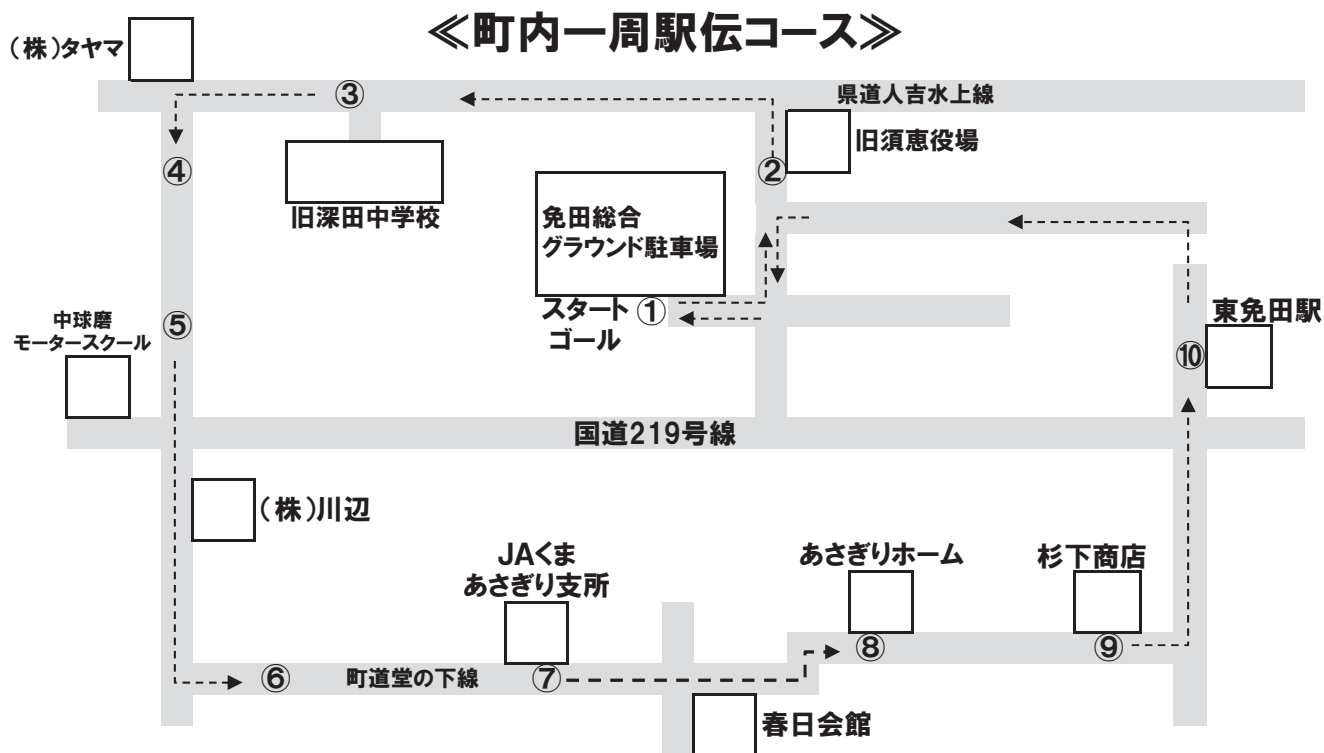 ≪町内一周駅伝コース≫
(株)タヤマ
③
県道人吉水上線
旧須恵役場
④
②
旧深田中学校
免田総合
グラウンド駐車場
スタート ①
ゴール
東免田駅
中球磨
モータースクール
⑤
⑩
国道219号線
(株)川辺
JAくま
あさぎり支所
あさぎりホーム
杉下商店
⑧
⑨
⑥
町道堂の下線
⑦
春日会館